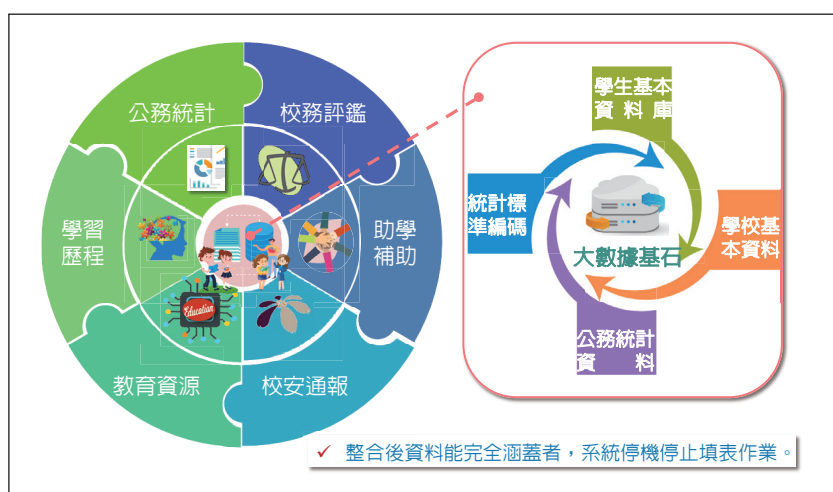 公務統計
校務評鑑
學習
歷程
助學
補助
Education
教育資源
校安通報
學生基本
資料庫
統計標
準編碼
學校基
本資料
大數據基石
公務統計
資料
✓ 整合後資料能完全涵蓋者，系統停機停止填表作業。